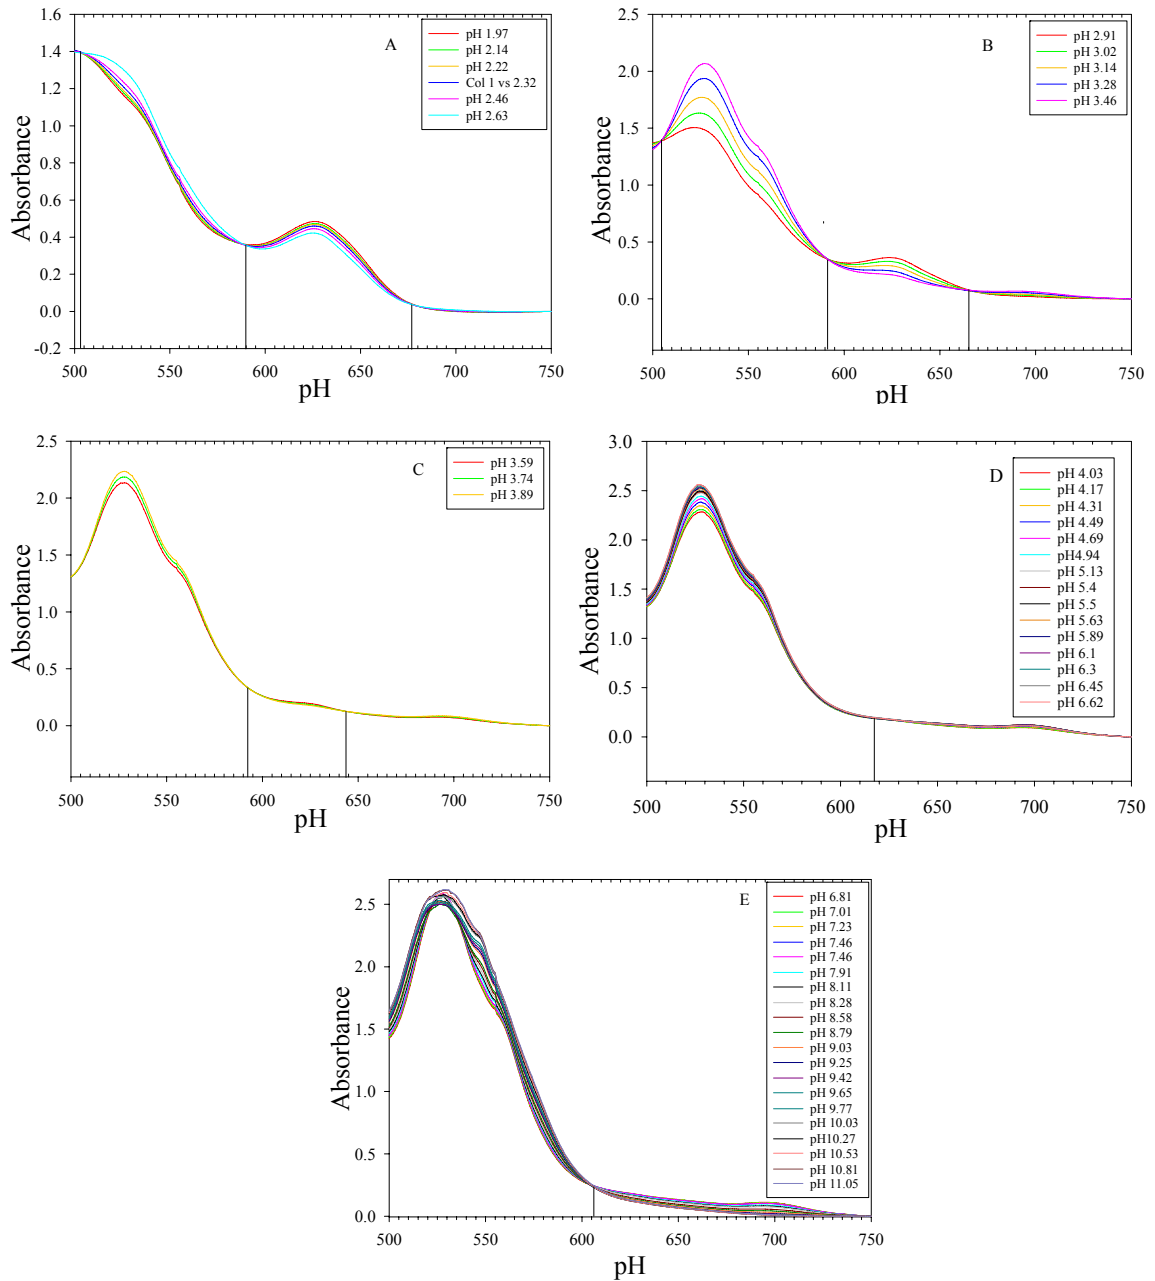 A
pH 1.97
pH 2.14
pH 2.22
Col 1 vs 2.32
pH 2.46
pH 2.63
1.6
1.4
1.2
1.0
0.8
0.6
0.4
0.2
0.0
-0.2
Absorbance
500 550 600 650 700 750
pH
B
pH 2.91
pH 3.02
pH 3.14
pH 3.28
pH 3.46
2.5
2.0
1.5
1.0
0.5
0.0
Absorbance
500 550 600 650 700 750
pH
C
pH 3.59
pH 3.74
pH 3.89
2.5
2.0
1.5
1.0
0.5
0.0
Absorbance
500 550 600 650 700 750
pH
D
pH 4.03
pH 4.17
pH 4.31
pH 4.49
pH 4.69
pH4.94
pH 5.13
pH 5.4
pH 5.5
pH 5.63
pH 5.89
pH 6.1
pH 6.3
pH 6.45
pH 6.62
3.0
2.5
2.0
1.5
1.0
0.5
0.0
Absorbance
500 550 600 650 700 750
pH
E
pH 6.81
pH 7.01
pH 7.23
pH 7.46
pH 7.46
pH 7.91
pH 8.11
pH 8.28
pH 8.58
pH 8.79
pH 9.03
pH 9.25
pH 9.42
pH 9.65
pH 9.77
pH 10.03
pH10.27
pH 10.53
pH 10.81
pH 11.05
2.5
2.0
1.5
1.0
0.5
0.0
Absorbance
500 550 600 650 700 750
pH